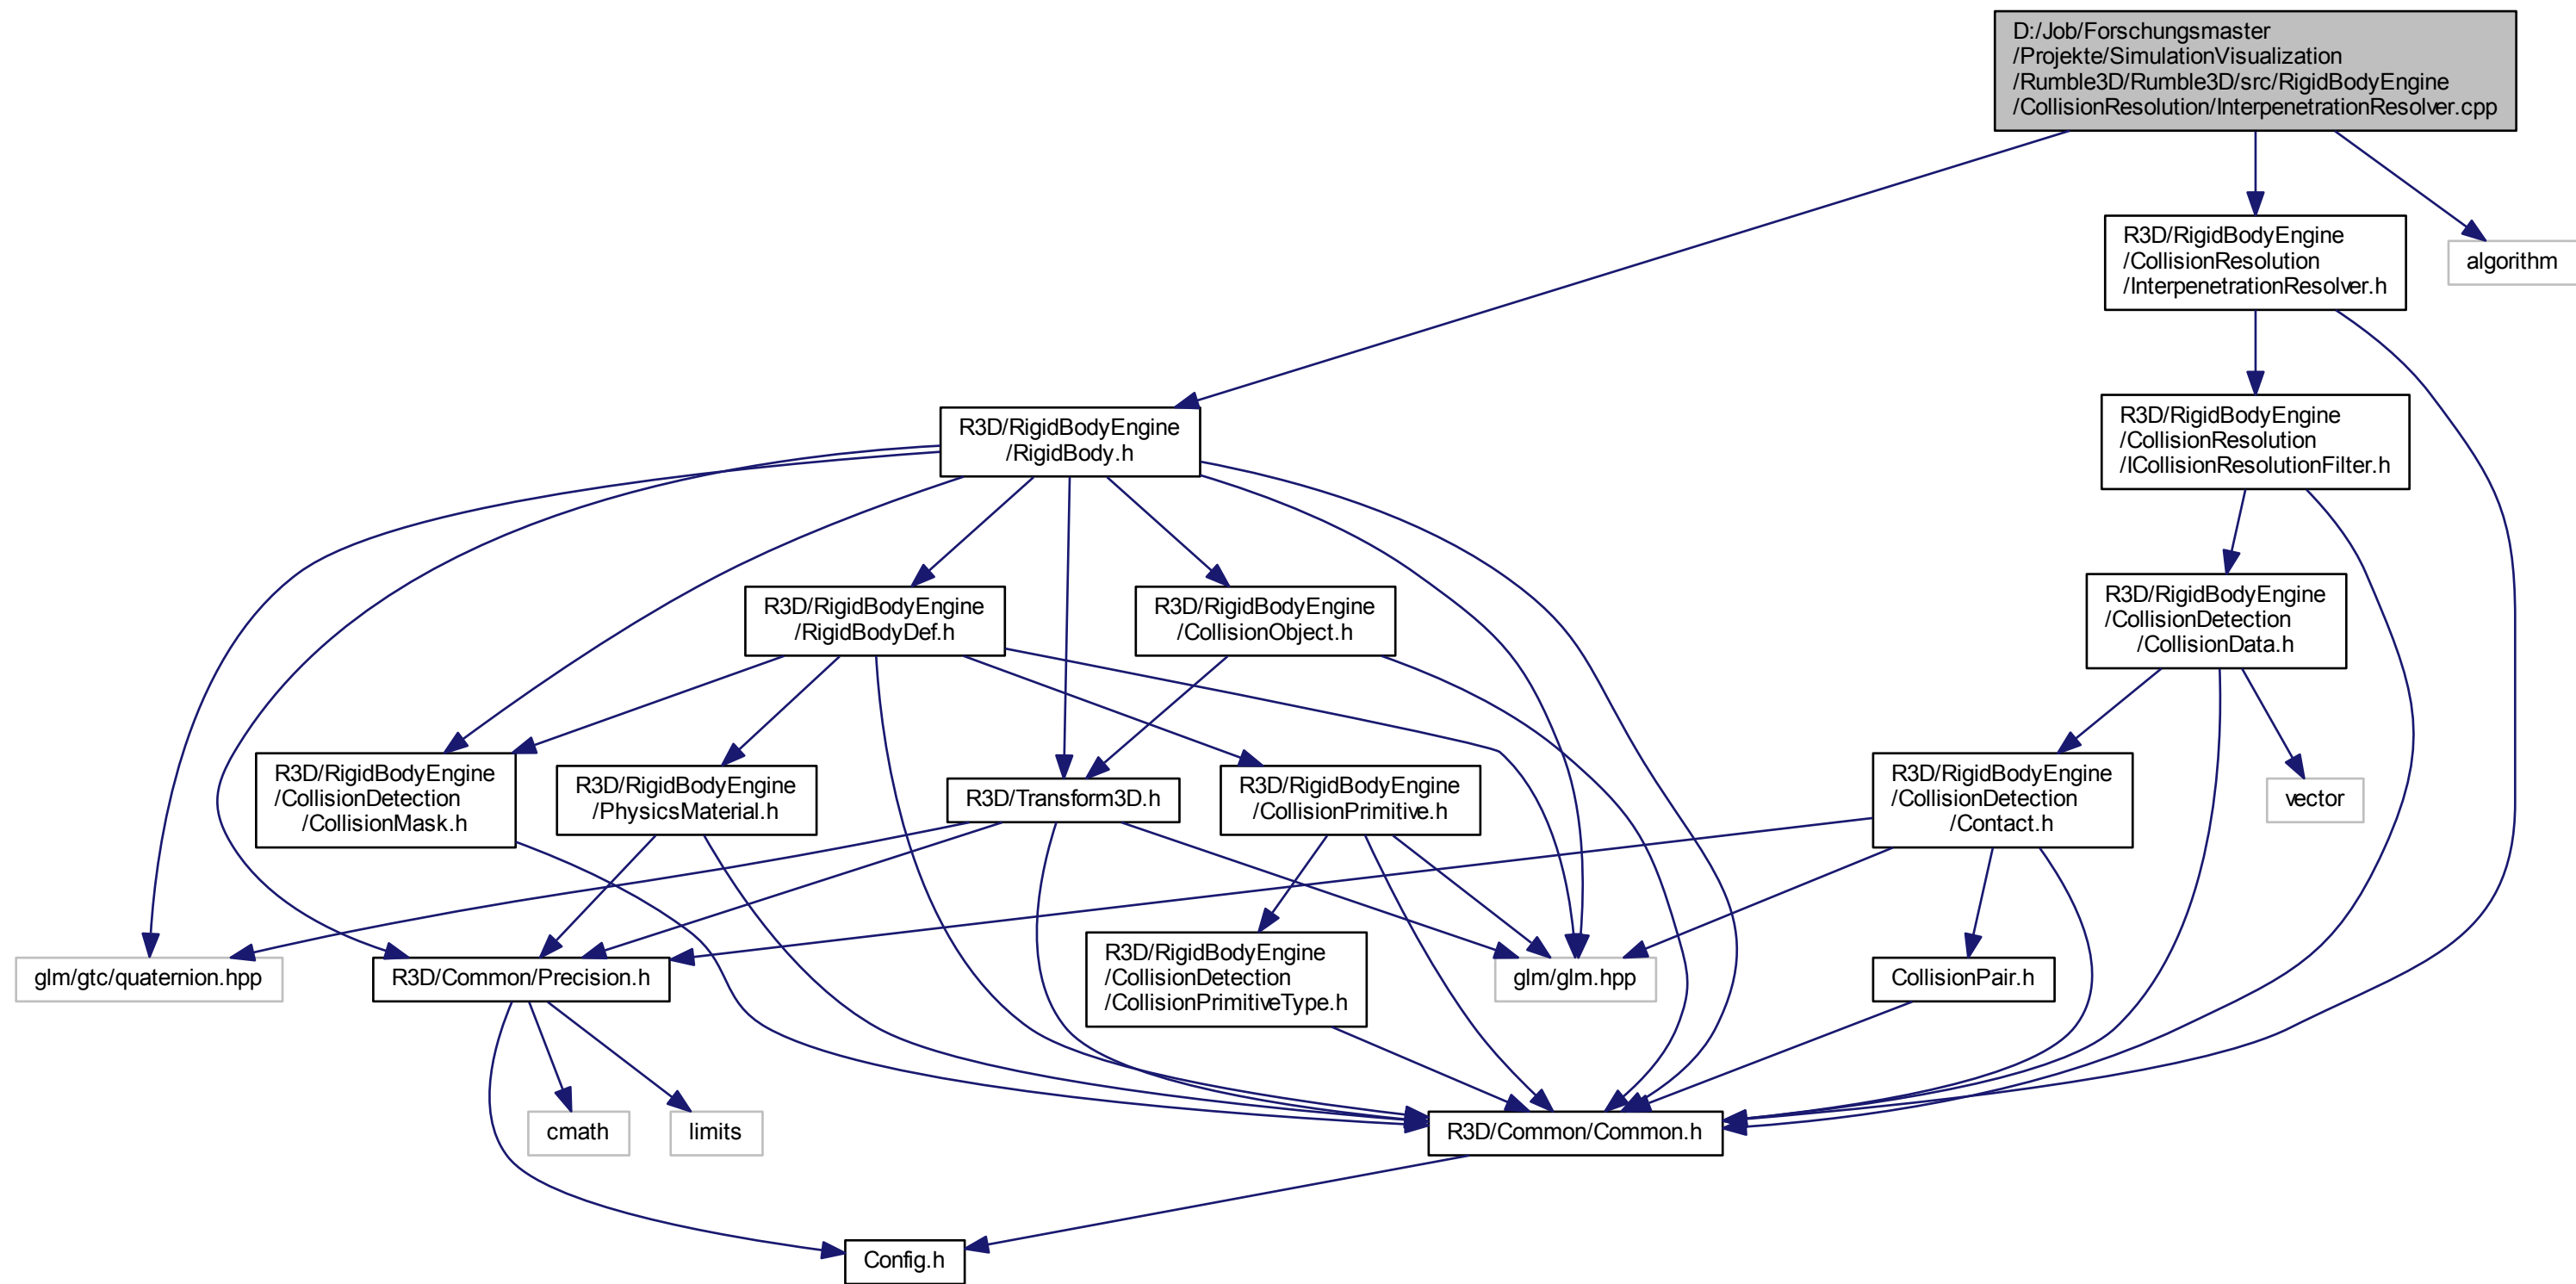 D:/Job/Forschungsmaster
/Projekte/SimulationVisualization
/Rumble3D/Rumble3D/src/RigidBodyEngine
/CollisionResolution/InterpenetrationResolver.cpp
R3D/RigidBodyEngine
/CollisionResolution
/InterpenetrationResolver.h
algorithm
R3D/RigidBodyEngine
/RigidBody.h
R3D/RigidBodyEngine
/CollisionResolution
/ICollisionResolutionFilter.h
R3D/RigidBodyEngine
/RigidBodyDef.h
R3D/RigidBodyEngine
/CollisionObject.h
R3D/RigidBodyEngine
/CollisionDetection
/CollisionData.h
R3D/RigidBodyEngine
/CollisionDetection
/CollisionMask.h
R3D/RigidBodyEngine
/PhysicsMaterial.h
R3D/Transform3D.h
R3D/RigidBodyEngine
/CollisionPrimitive.h
R3D/RigidBodyEngine
/CollisionDetection
/Contact.h
vector
glm/gtc/quaternion.hpp
R3D/Common/Precision.h
R3D/RigidBodyEngine
/CollisionDetection
/CollisionPrimitiveType.h
glm/glm.hpp
CollisionPair.h
cmath
limits
R3D/Common/Common.h
Config.h